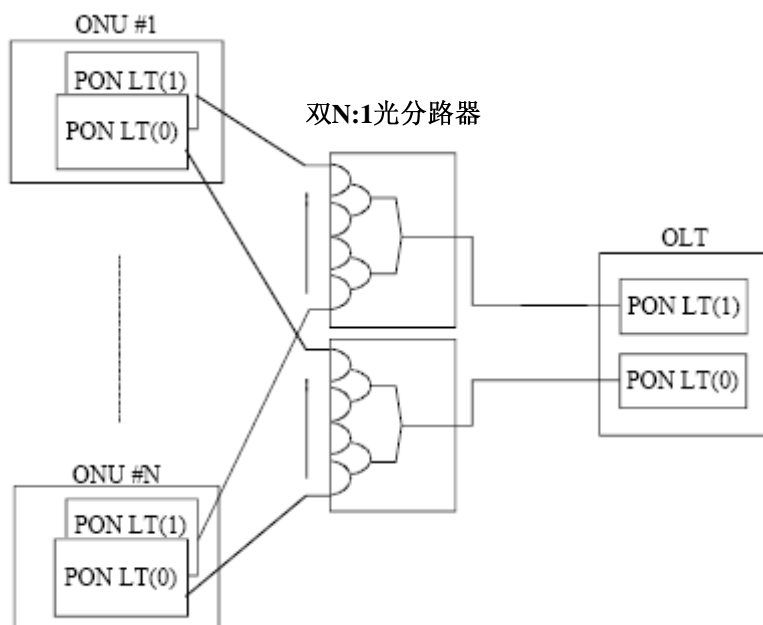 ONU #1
PON LT(1)
PON LT(0)
双N:1光分路器
OLT
PON LT(1)
PON LT(0)
ONU #N
PON LT(1)
PON LT(0)